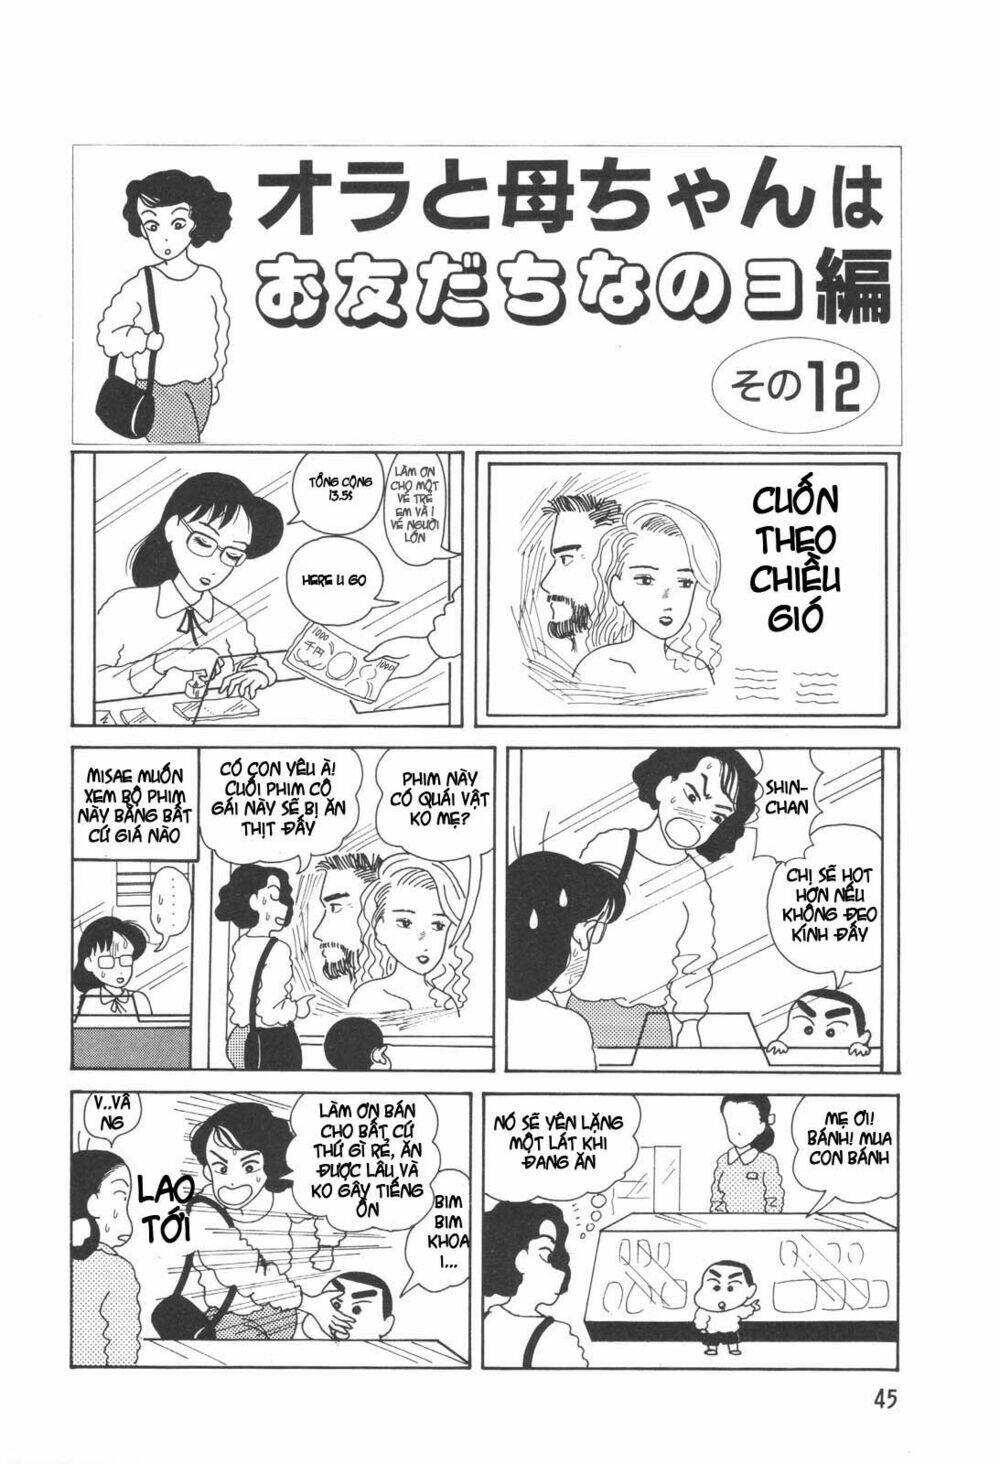 オラと母ちゃんは
お友だちなのヨ編
その12
CUỐN
THEO
CHIỀU
GIÓ
LÀM ƠN
CHO MỘT
VÉ TRẺ
EM VÀ 1
VÉ NGƯỜI
LỚN
TỔNG CỘNG
HERE U GO
1000
千円
1000
SHIN-
CHAN
CHỊ SẼ HOT
HƠN NẾU
KHÔNG ĐEO
KÍNH ĐẤY
PHIM NÀY
CÓ QUÁI VẬT
KO MẸ?
CÓ CON YÊU À!
CUỐI PHIM CÔ
GÁI NÀY SẼ BỊ ĂN
THỊT ĐẤY
MISAE MUỐN
XEM BỘ PHIM
NÀY BẰNG BẤT
CỨ GIÁ NÀO
......
......
MẸ ƠI!
BÁNH! MUA
CON BÁNH
NÓ SẼ YÊN LẶNG
MỘT LÁT KHI
ĐANG ĂN
BIM
BIM
KHOA
I...
LÀM ƠN BÁN
CHO BẤT CỨ
THỨ GÌ RẺ, ĂN
ĐƯỢC LÂU VÀ
KO GÂY TIẾNG
ỒN
LAO
TỚI
V..VÂ
NG
45